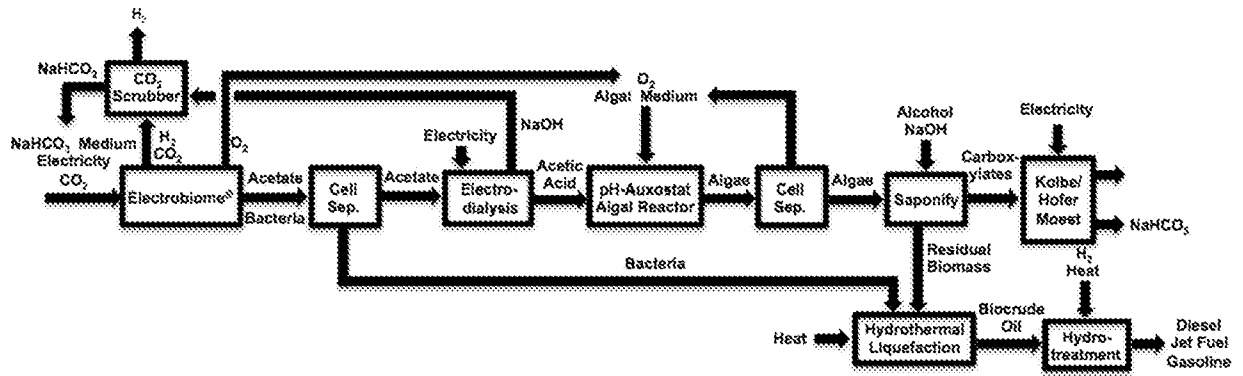 H2
NaHCO2
CO2
Scrubber
O2
Algal Medium
NaHCO3 Medium
Electricity
CO2
H2
CO2
O2
Electricity
NaOH
Alcohol
NaOH
Electricity
Electrobiome®
Acetate
Bacteria
Cell
Sep.
Acetate
Electro-
dialysis
Acetic
Acid
pH-Auxostat
Algal Reactor
Algae
Cell
Sep.
Algae
Saponify
Carbox-
ylates
Kolbe/
Hofer
Moest
NaHCO3
Bacteria
Residual
Biomass
H2
Heat
Heat
Hydrothermal
Liquefaction
Biocrude
Oil
Hydro-
treatment
Diesel
Jet Fuel
Gasoline